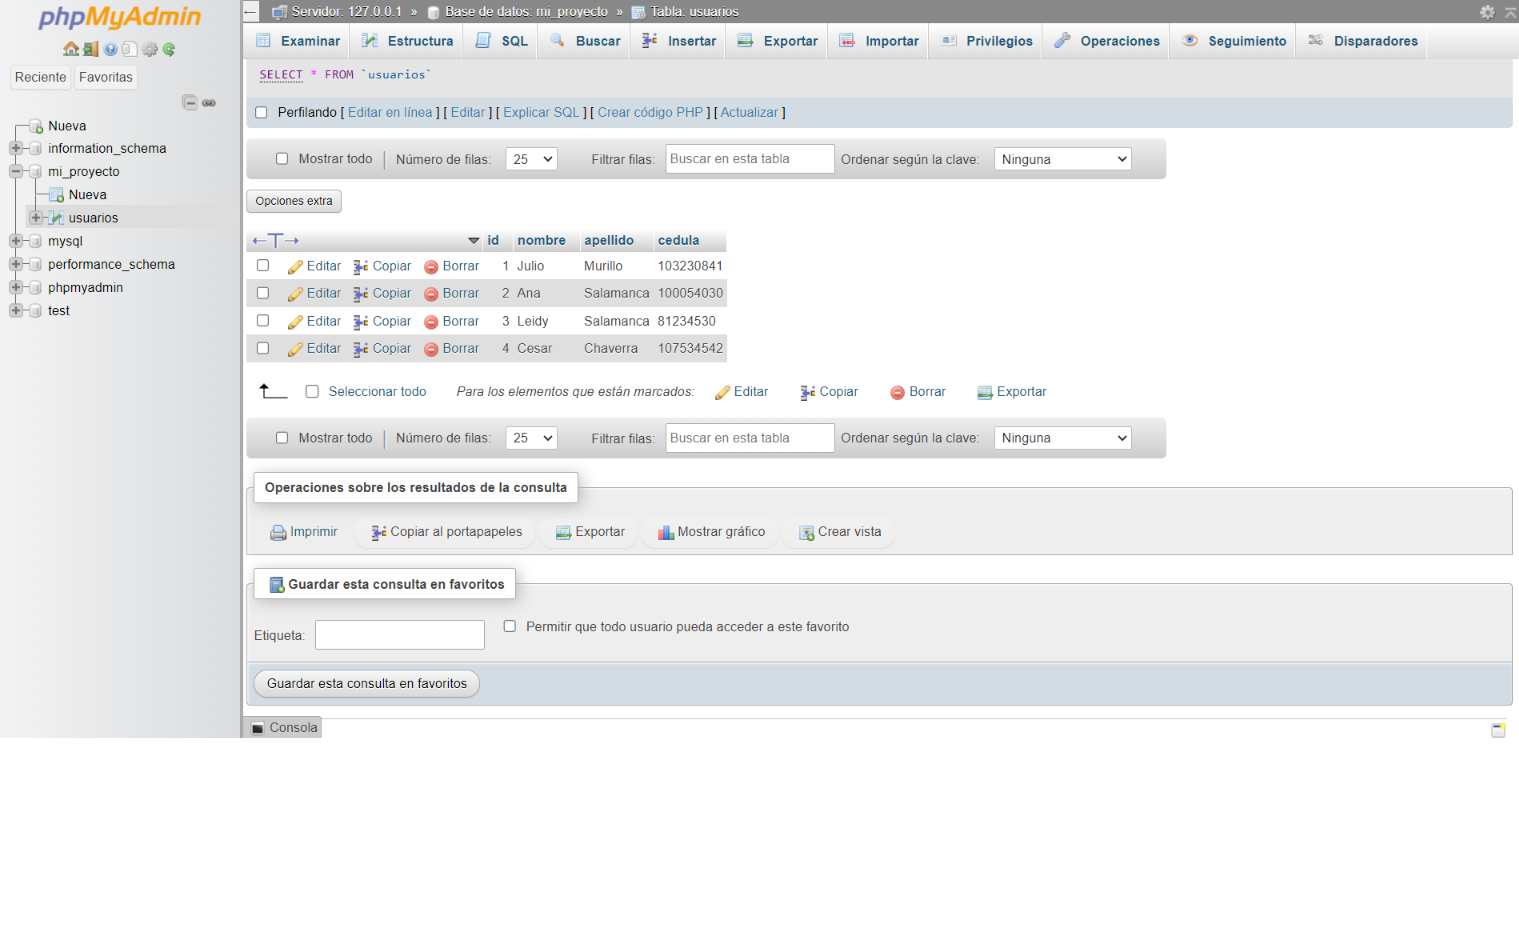 phpMyAdmin
Reciente Favoritas
Nueva
information_schema
mi_proyecto
Nueva
usuarios
mysql
performance_schema
phpmyadmin
test
Servidor: 127.0.0.1 » Base de datos: mi_proyecto » Tabla: usuarios
Examinar Estructura SQL Buscar Insertar Exportar Importar Privilegios Operaciones Seguimiento Disparadores
SELECT * FROM `usuarios`
Perfilando [ Editar en línea ] [ Editar ] [ Explicar SQL ] [ Crear código PHP ] [ Actualizar ]
Mostrar todo Número de filas: 25 Filtrar filas: Buscar en esta tabla Ordenar según la clave: Ninguna
Opciones extra
←T→ id nombre apellido cedula
Editar Copiar Borrar 1 Julio Murillo 103230841
Editar Copiar Borrar 2 Ana Salamanca 100054030
Editar Copiar Borrar 3 Leidy Salamanca 81234530
Editar Copiar Borrar 4 Cesar Chaverra 107534542
Seleccionar todo Para los elementos que están marcados: Editar Copiar Borrar Exportar
Mostrar todo Número de filas: 25 Filtrar filas: Buscar en esta tabla Ordenar según la clave: Ninguna
Operaciones sobre los resultados de la consulta
Imprimir Copiar al portapapeles Exportar Mostrar gráfico Crear vista
Guardar esta consulta en favoritos
Etiqueta: Permitir que todo usuario pueda acceder a este favorito
Guardar esta consulta en favoritos
Consola